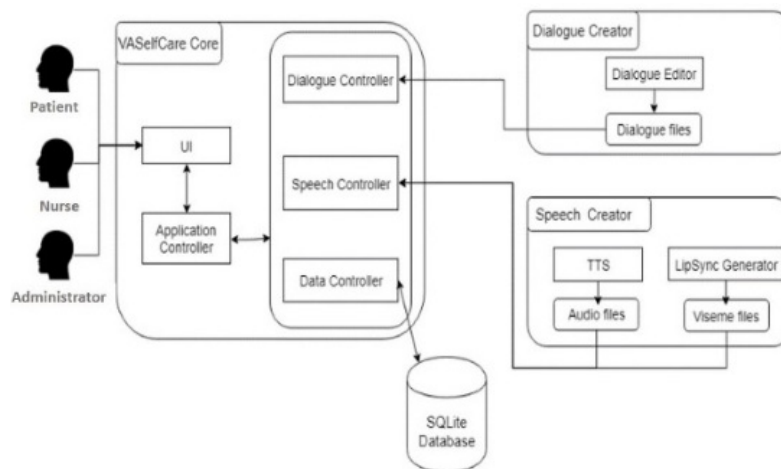 VASelfCare Core
Patient
Nurse
Administrator
UI
Application
Controller
Dialogue Controller
Speech Controller
Data Controller
SQLite
Database
Dialogue Creator
Dialogue Editor
Dialogue files
Speech Creator
TTS
LipSync Generator
Audio files
Viseme files